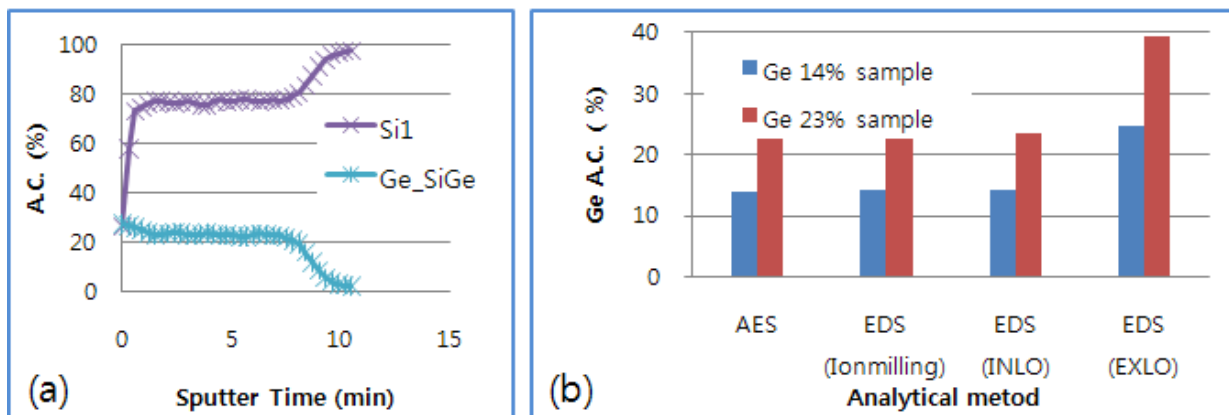 100
80
60
40
20
0
A.C. (%)
Si1
Ge_SiGe
0 5 10 15
(a)
Sputter Time (min)
40
30
20
10
0
Ge A.C. ( %)
Ge 14% sample
Ge 23% sample
AES EDS EDS EDS
(Ionmilling) (INLO) (EXLO)
(b)
Analytical metod